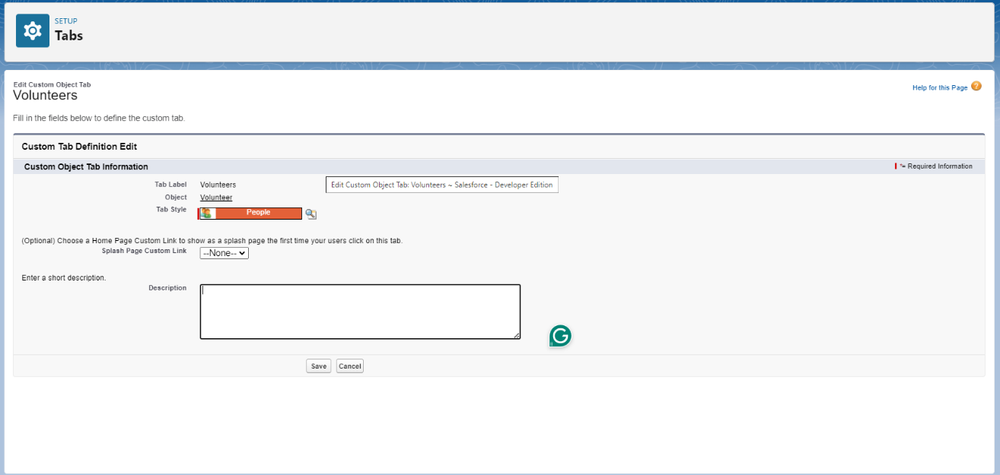 SETUP
Tabs
Edit Custom Object Tab
Volunteers
Help for this Page ?
Fill in the fields below to define the custom tab.
Custom Tab Definition Edit
Custom Object Tab Information
= Required Information
Tab Label Volunteers
Edit Custom Object Tab: Volunteers ~ Salesforce - Developer Edition
Object Volunteer
Tab Style People
(Optional) Choose a Home Page Custom Link to show as a splash page the first time your users click on this tab.
Splash Page Custom Link --None--
Enter a short description.
Description
G
Save Cancel